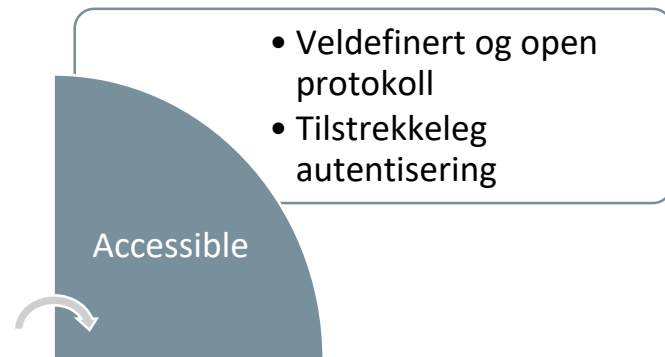 • Veldefinert og open
protokoll
• Tilstrekkeleg
autentisering
Accessible